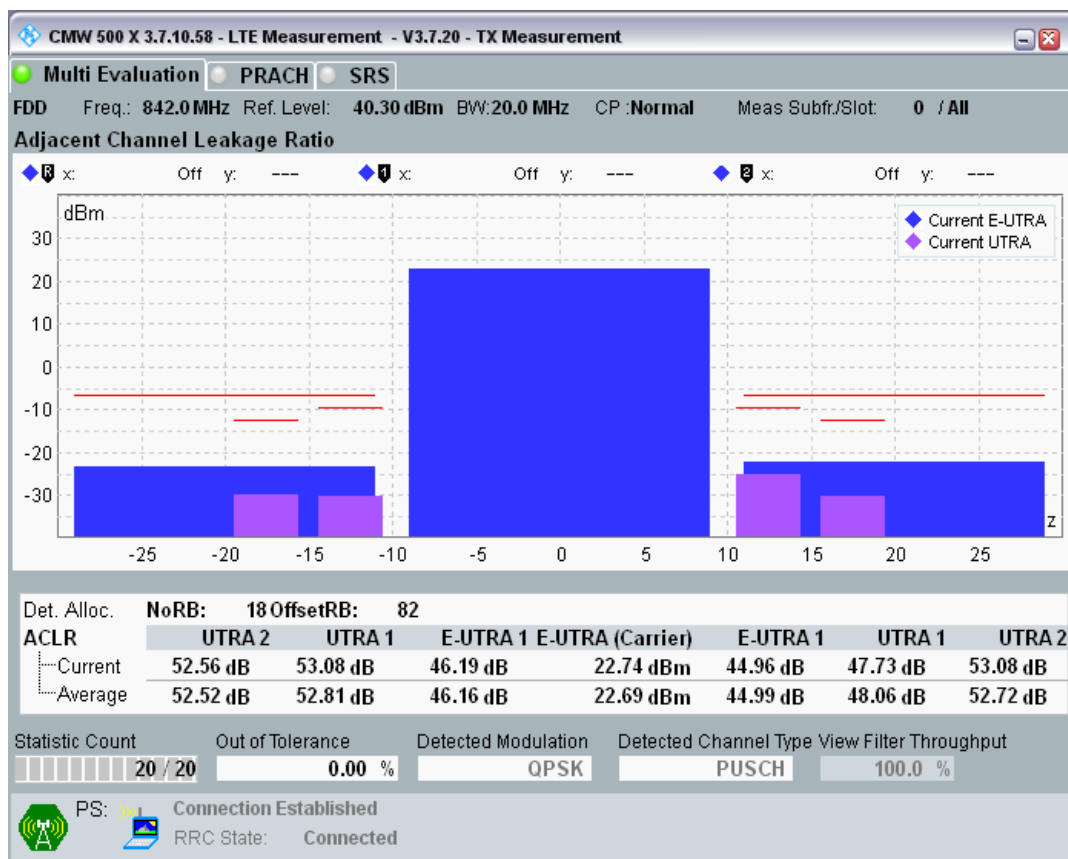 CMW 500 X 3.7.10.58 - LTE Measurement - V3.7.20 - TX Measurement
Multi Evaluation PRACH SRS
FDD Freq.: 842.0 MHz Ref. Level: 40.30 dBm BW:20.0 MHz CP :Normal Meas Subfr./Slot: 0 / All
Adjacent Channel Leakage Ratio
R x: Off y: --- 1 x: Off y: --- 2 x: Off y: ---
dBm
Current E-UTRA
Current UTRA
30
20
10
0
-10
-20
-30
z
-25 -20 -15 -10 -5 0 5 10 15 20 25
Det. Alloc. NoRB: 18 OffsetRB: 82
ACLR UTRA 2 UTRA 1 E-UTRA 1 E-UTRA (Carrier) E-UTRA 1 UTRA 1 UTRA 2
Current 52.56 dB 53.08 dB 46.19 dB 22.74 dBm 44.96 dB 47.73 dB 53.08 dB
Average 52.52 dB 52.81 dB 46.16 dB 22.69 dBm 44.99 dB 48.06 dB 52.72 dB
Statistic Count Out of Tolerance Detected Modulation Detected Channel Type View Filter Throughput
20 / 20 0.00 % QPSK PUSCH 100.0 %
PS: Connection Established
RRC State: Connected